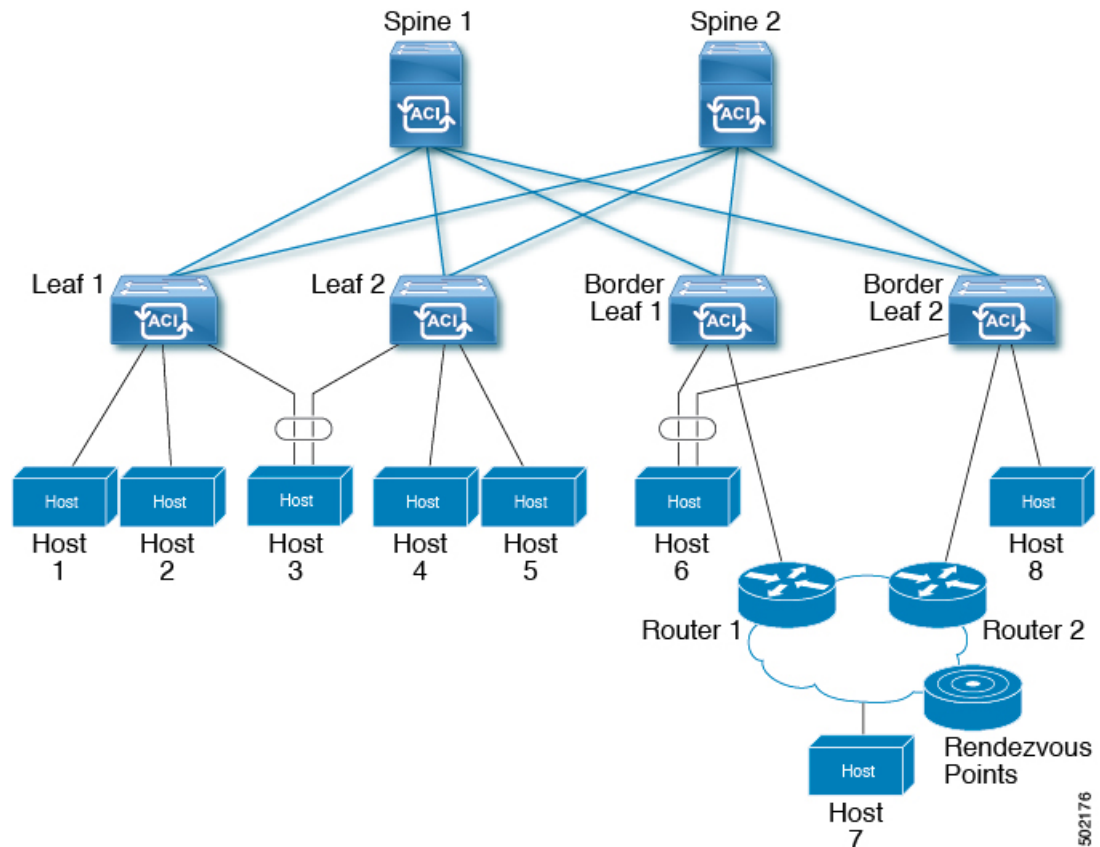 Spine 1
Spine 2
ACI
ACI
Leaf 1
Leaf 2
Border
Leaf 1
Border
Leaf 2
ACI
ACI
ACI
ACI
Host
Host
Host
Host
Host
Host
Host
Host
1
Host
2
Host
3
Host
4
Host
5
Host
6
Host
8
Router 1
Router 2
Rendezvous
Points
Host
Host
7
502176